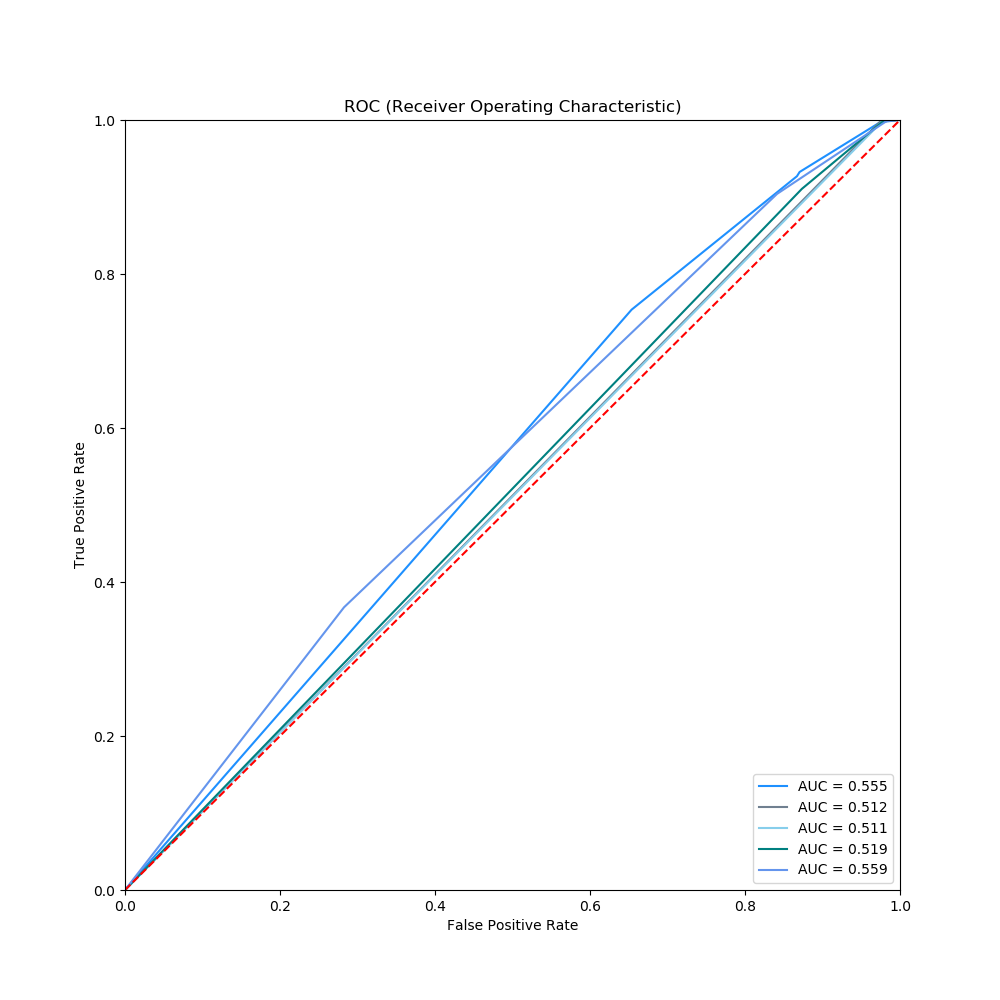 ROC (Receiver Operating Characteristic)
1.0
0.8
0.6
0.4
0.2
0.0
True Positive Rate
AUC = 0.555
AUC = 0.512
AUC = 0.511
AUC = 0.519
AUC = 0.559
0.0 0.2 0.4 0.6 0.8 1.0
False Positive Rate